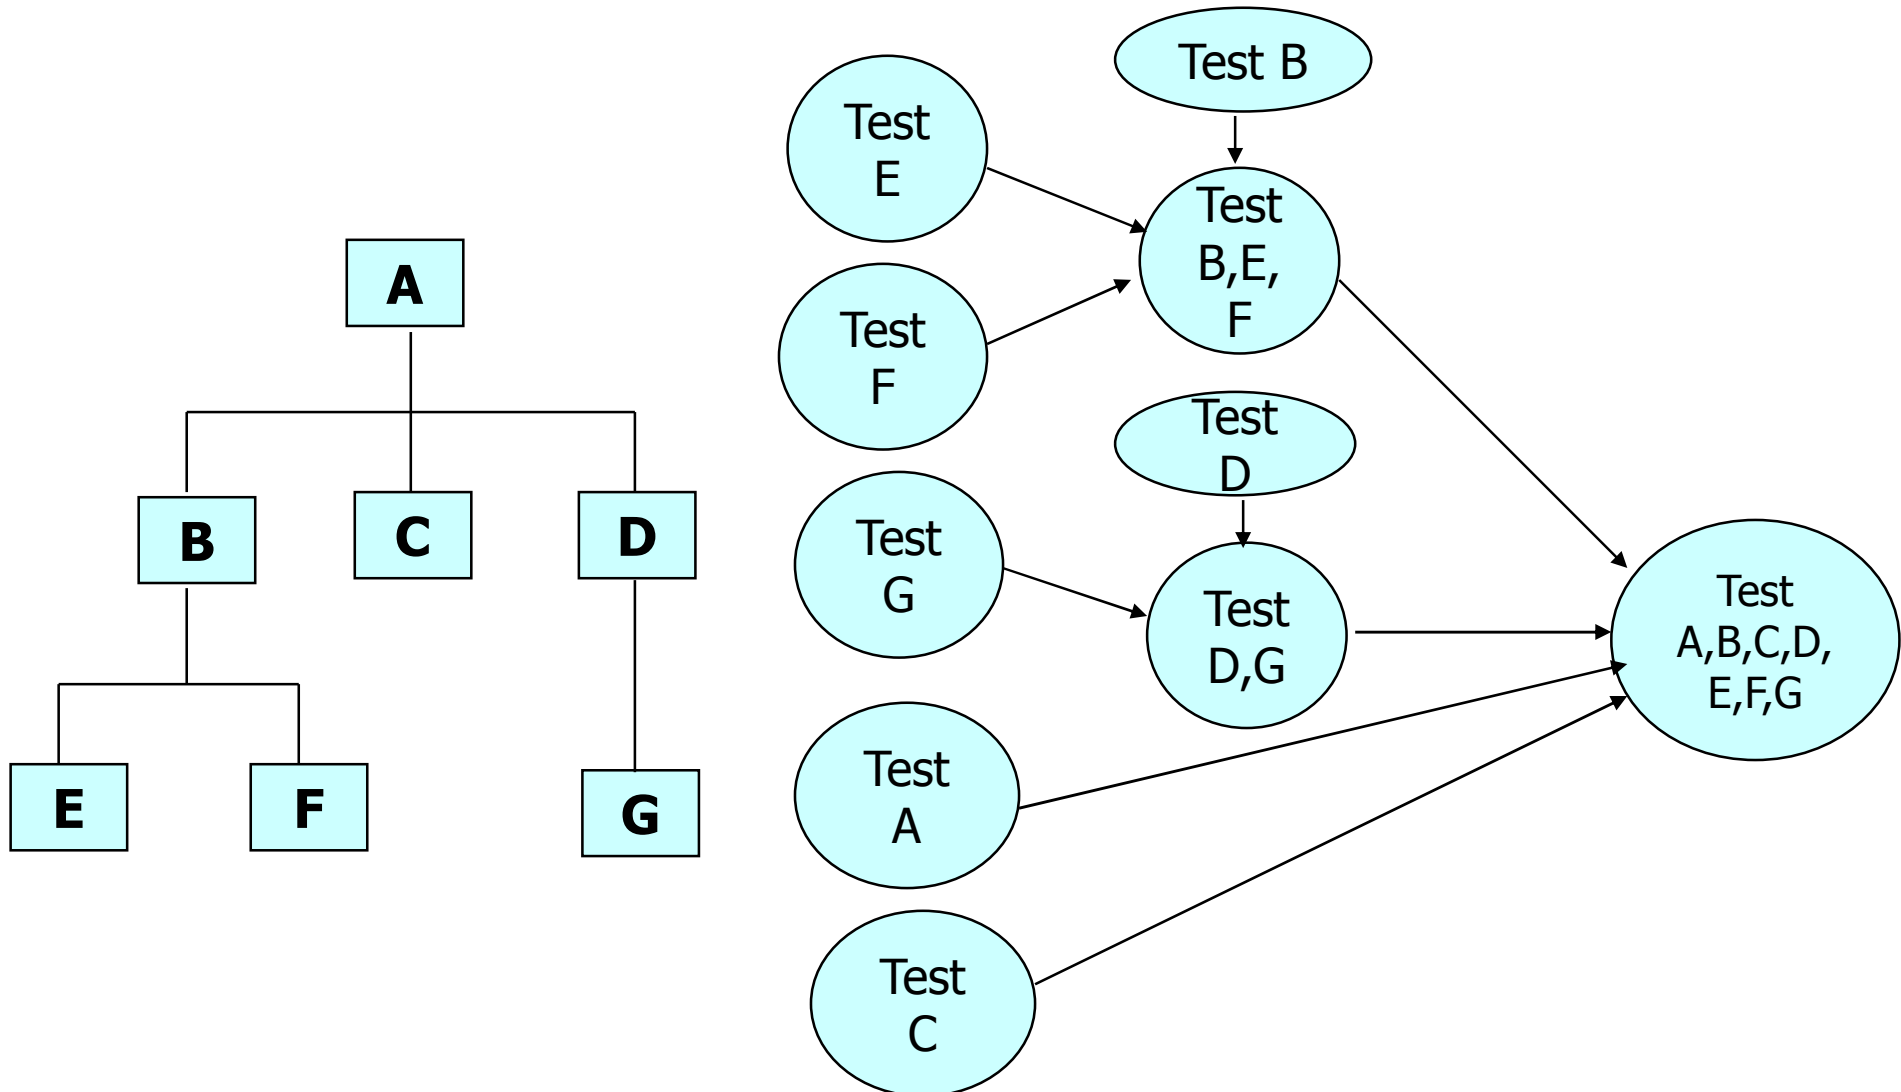 A
B
C
D
E
F
G
Test B
Test
E
Test
B,E,
F
Test
F
Test
D
Test
G
Test
D,G
Test
A,B,C,D,
E,F,G
Test
A
Test
C